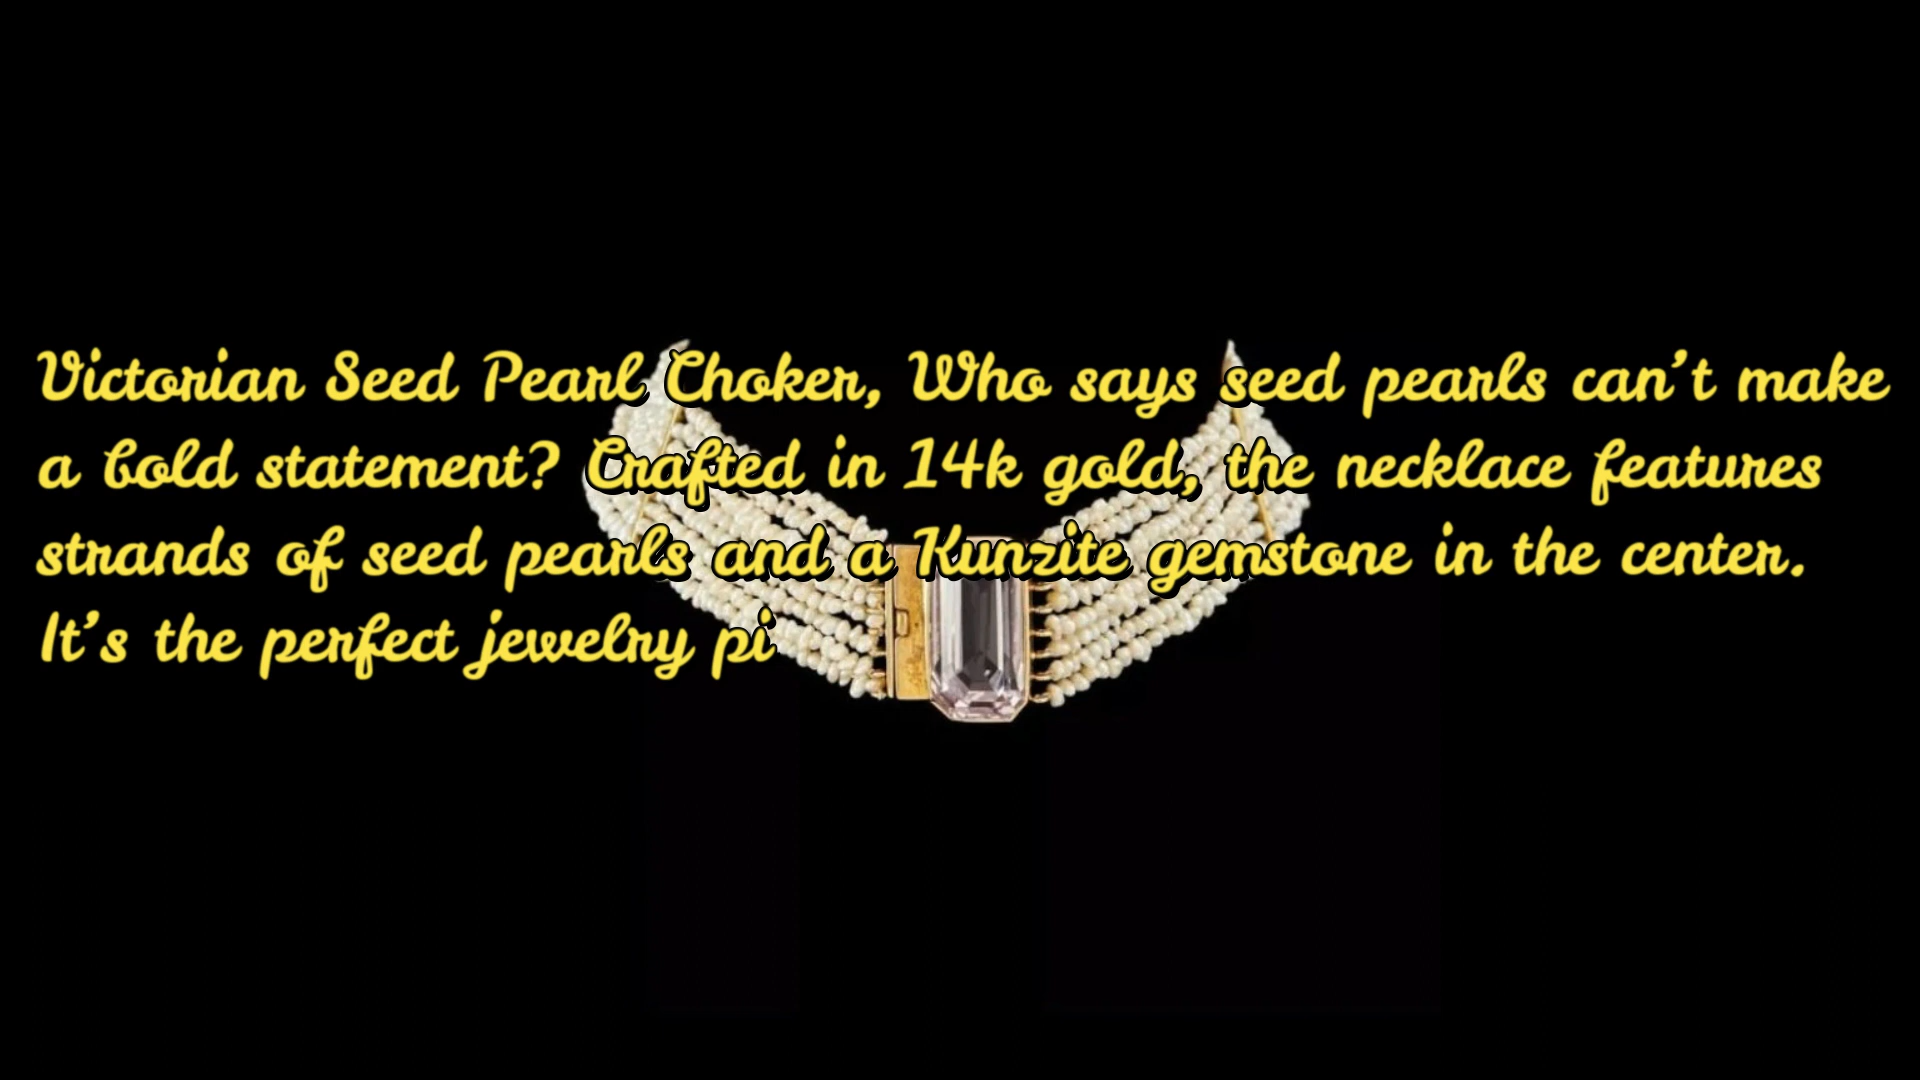 Victorian Seed Pearl Choker, Who says seed pearls can’t make
a bold statement? Crafted in 14k gold, the necklace features
strands of seed pearls and a Kunzite gemstone in the center.
It’s the perfect jewelry pi